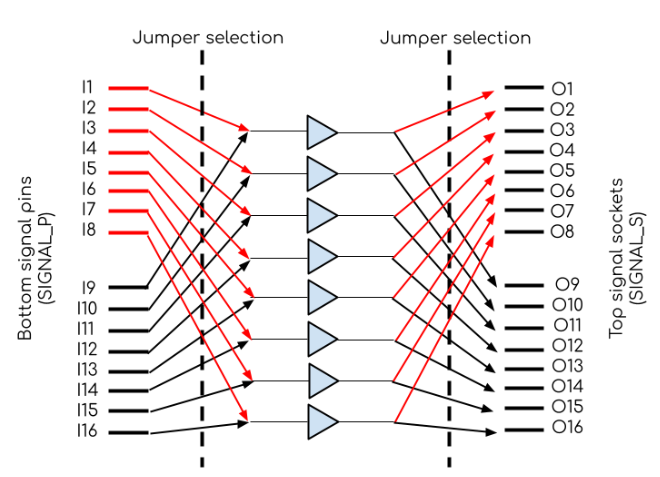 Jumper selection
Jumper selection
Bottom signal pins
(SIGNAL_P)
I1
I2
I3
I4
I5
I6
I7
I8
I9
I10
I11
I12
I13
I14
I15
I16
O1
O2
O3
O4
O5
O6
O7
O8
O9
O10
O11
O12
O13
O14
O15
O16
Top signal sockets
(SIGNAL_S)